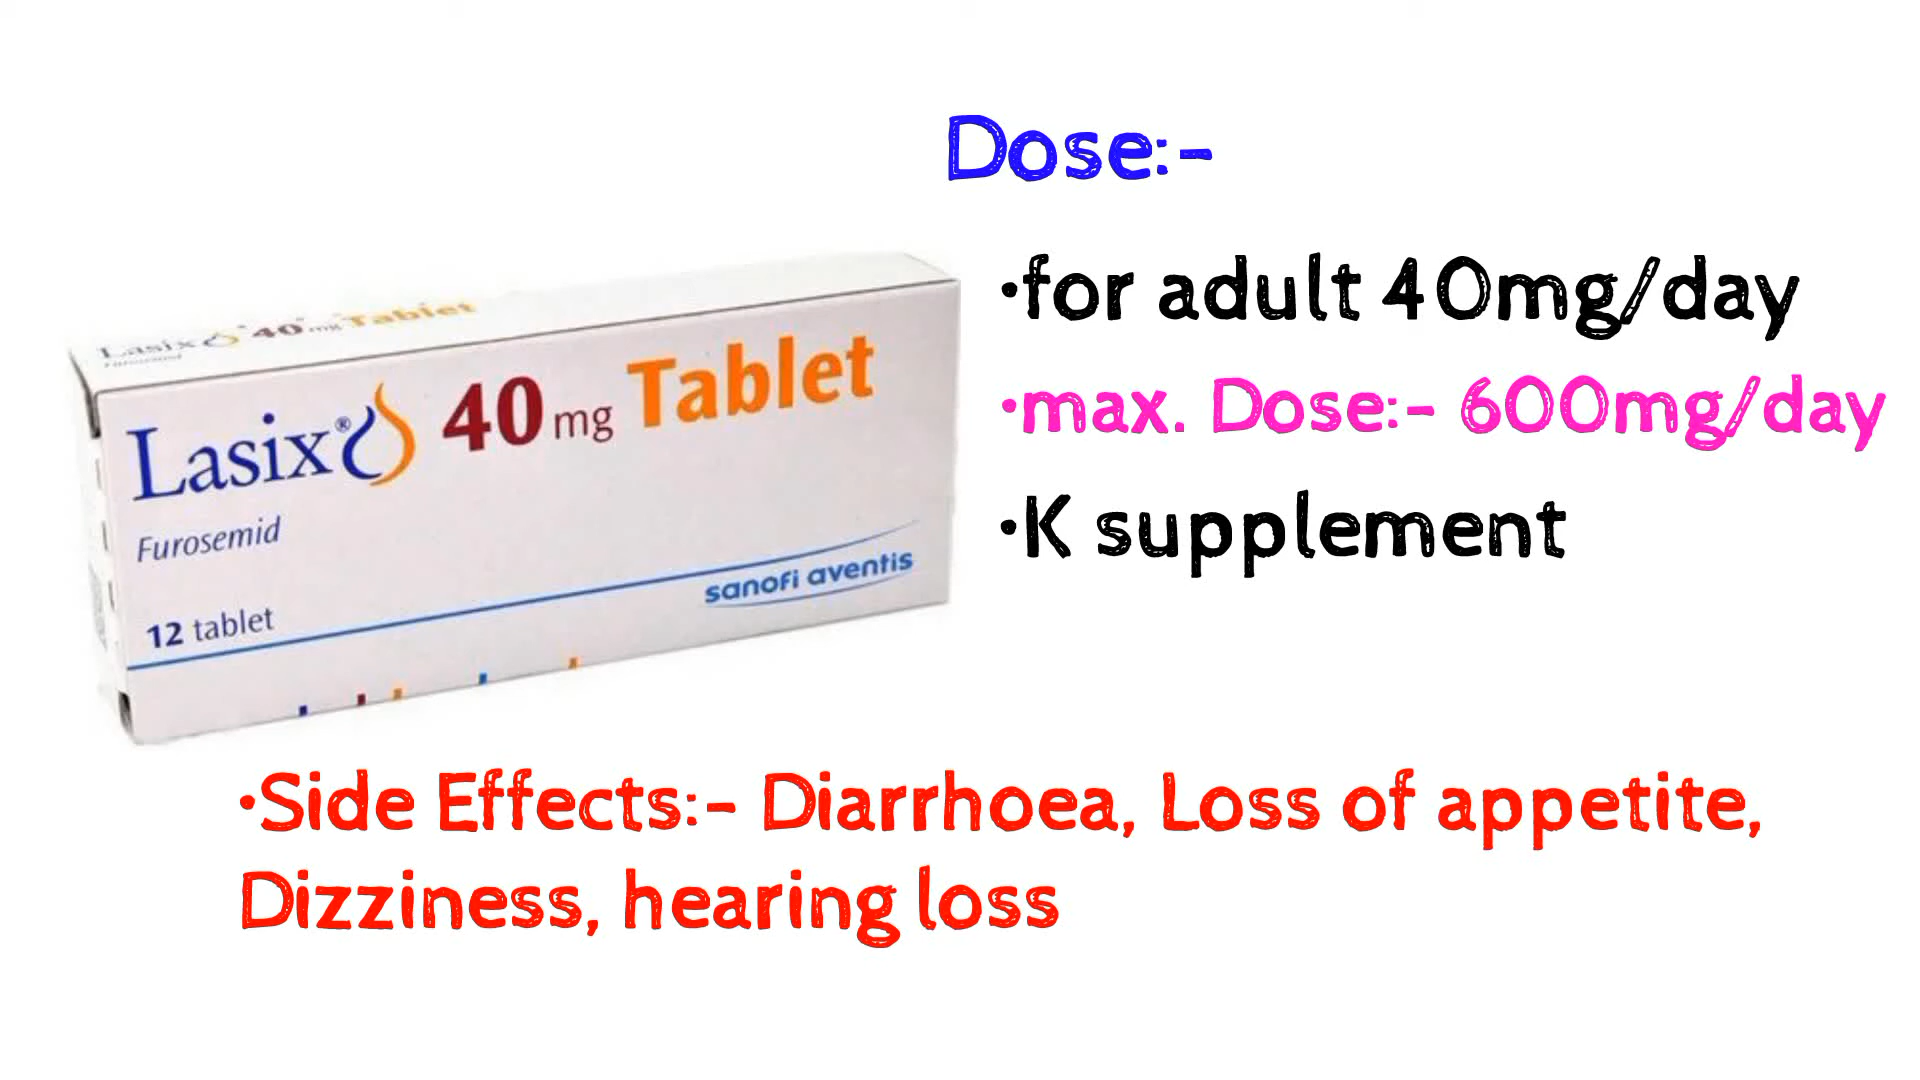 Dose:-
•for adult 40mg/day
•max. Dose:- 600mg/day
•K supplement
Lasix 40 mg Tablet
Lasix® 40 mg Tablet
Furosemid
sanofi aventis
12 tablet
•Side Effects:- Diarrhoea, Loss of appetite,
Dizziness, hearing loss